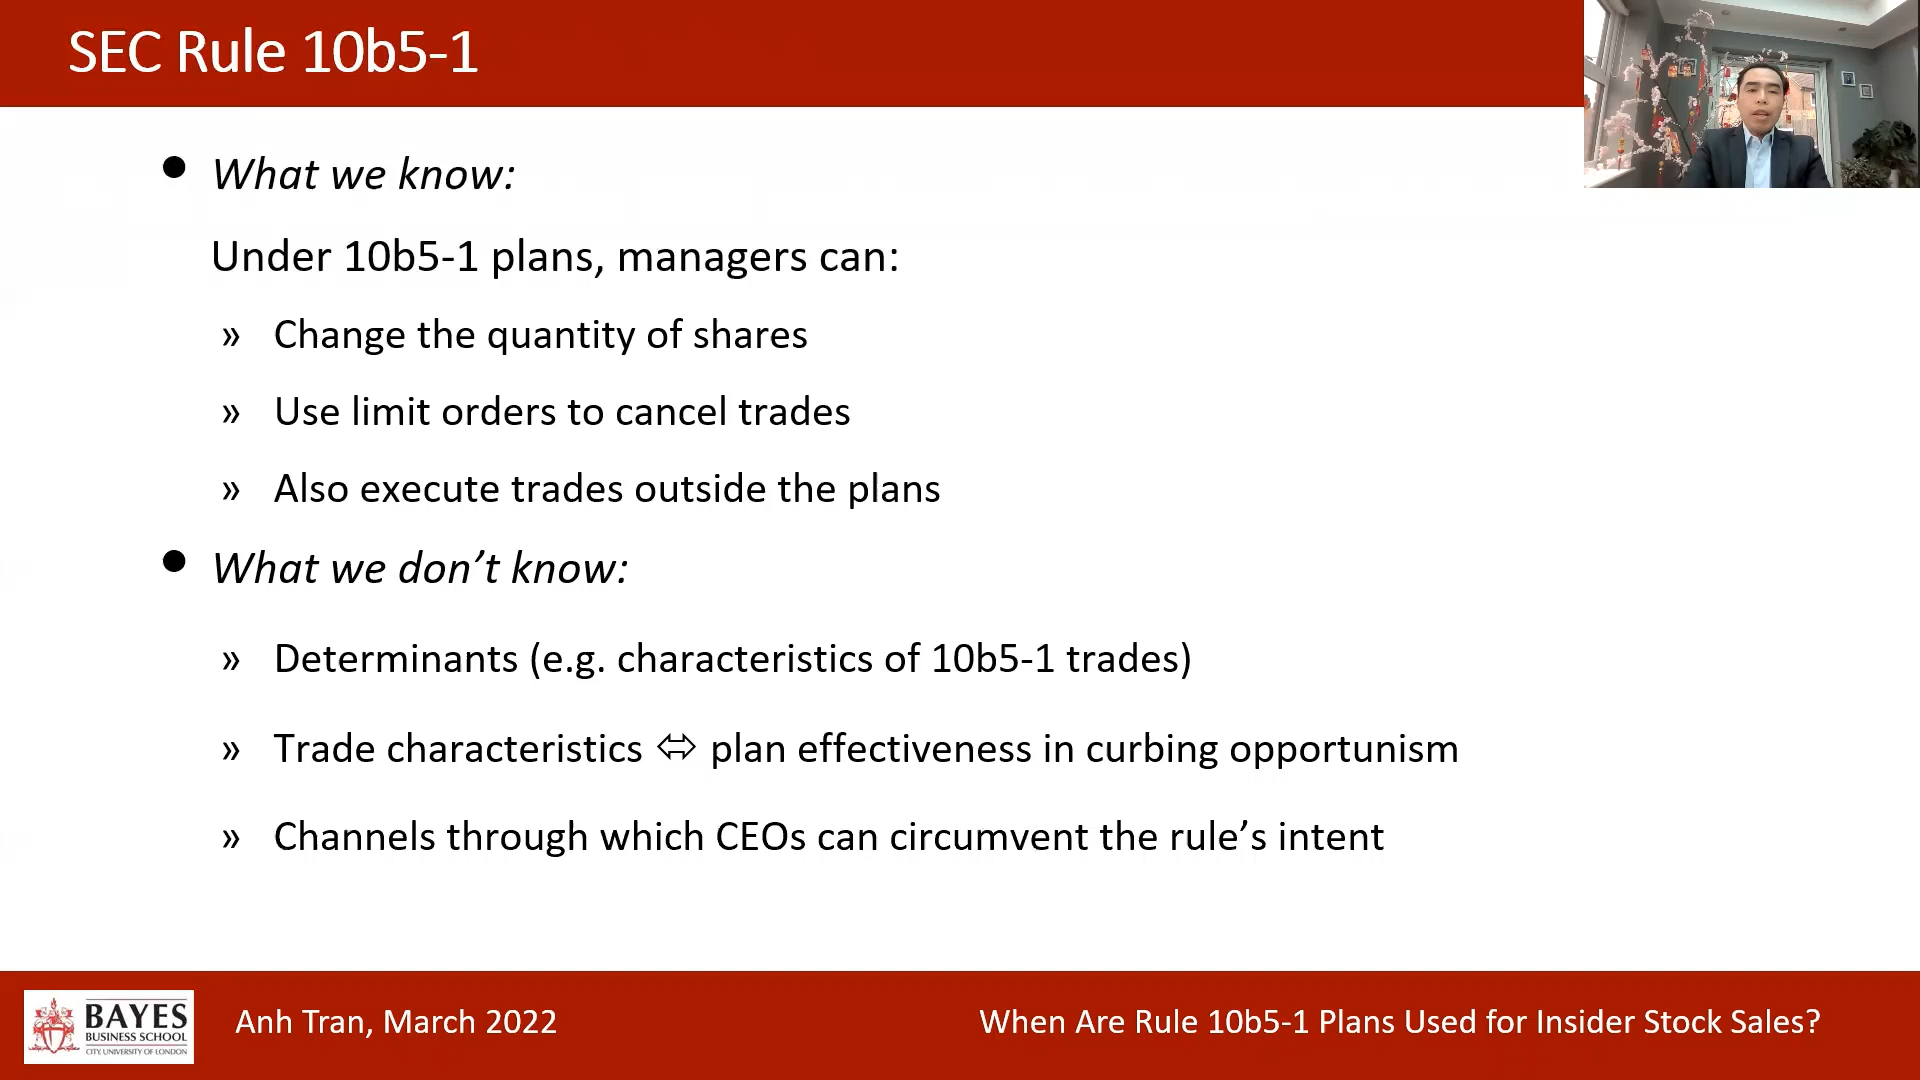 SEC Rule 10b5-1
• What we know:
Under 10b5-1 plans, managers can:
» Change the quantity of shares
» Use limit orders to cancel trades
» Also execute trades outside the plans
• What we don’t know:
» Determinants (e.g. characteristics of 10b5-1 trades)
» Trade characteristics ⬄ plan effectiveness in curbing opportunism
» Channels through which CEOs can circumvent the rule’s intent
BAYES
BUSINESS SCHOOL
CITY, UNIVERSITY OF LONDON
Anh Tran, March 2022
When Are Rule 10b5-1 Plans Used for Insider Stock Sales?